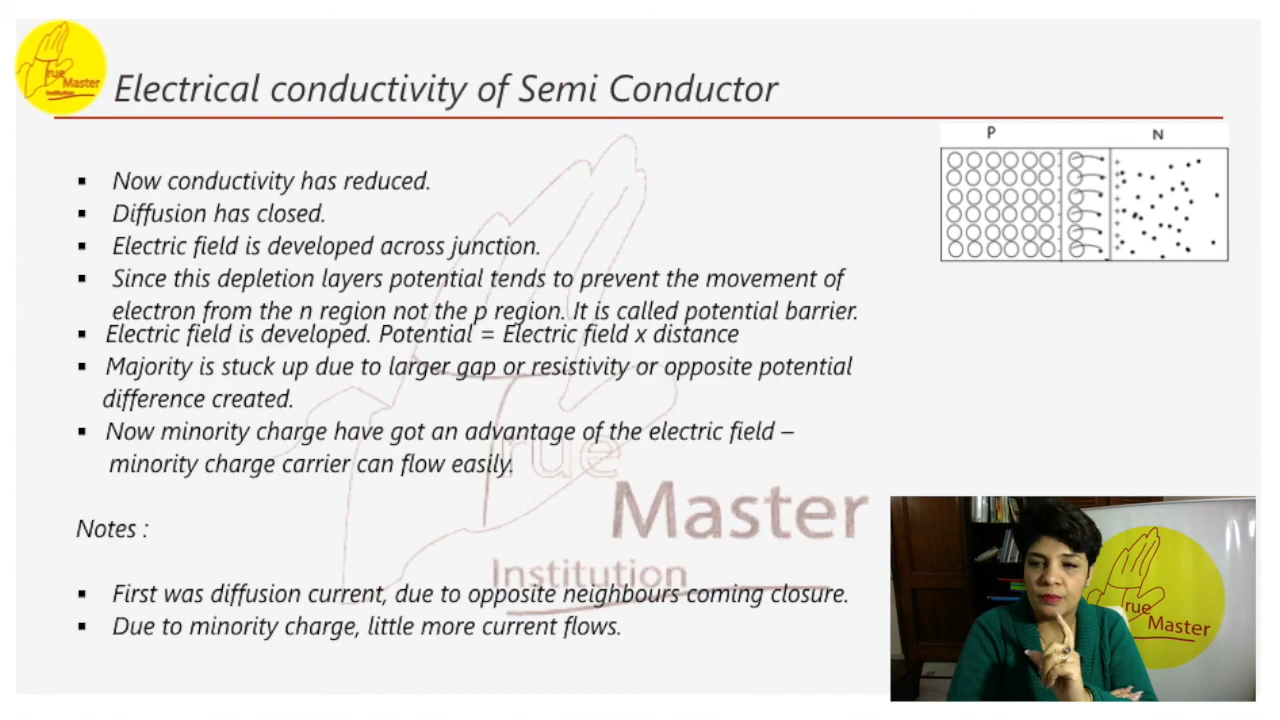 rue
Master
Institution
Electrical conductivity of Semi Conductor
P
N
▪ Now conductivity has reduced.
▪ Diffusion has closed.
▪ Electric field is developed across junction.
▪ Since this depletion layers potential tends to prevent the movement of
electron from the n region not the p region. It is called potential barrier.
▪ Electric field is developed. Potential = Electric field x distance
▪ Majority is stuck up due to larger gap or resistivity or opposite potential
difference created.
▪ Now minority charge have got an advantage of the electric field –
minority charge carrier can flow easily.
rue
Master
Institution
Notes :
▪ First was diffusion current, due to opposite neighbours coming closure.
▪ Due to minority charge, little more current flows.
rue
Master